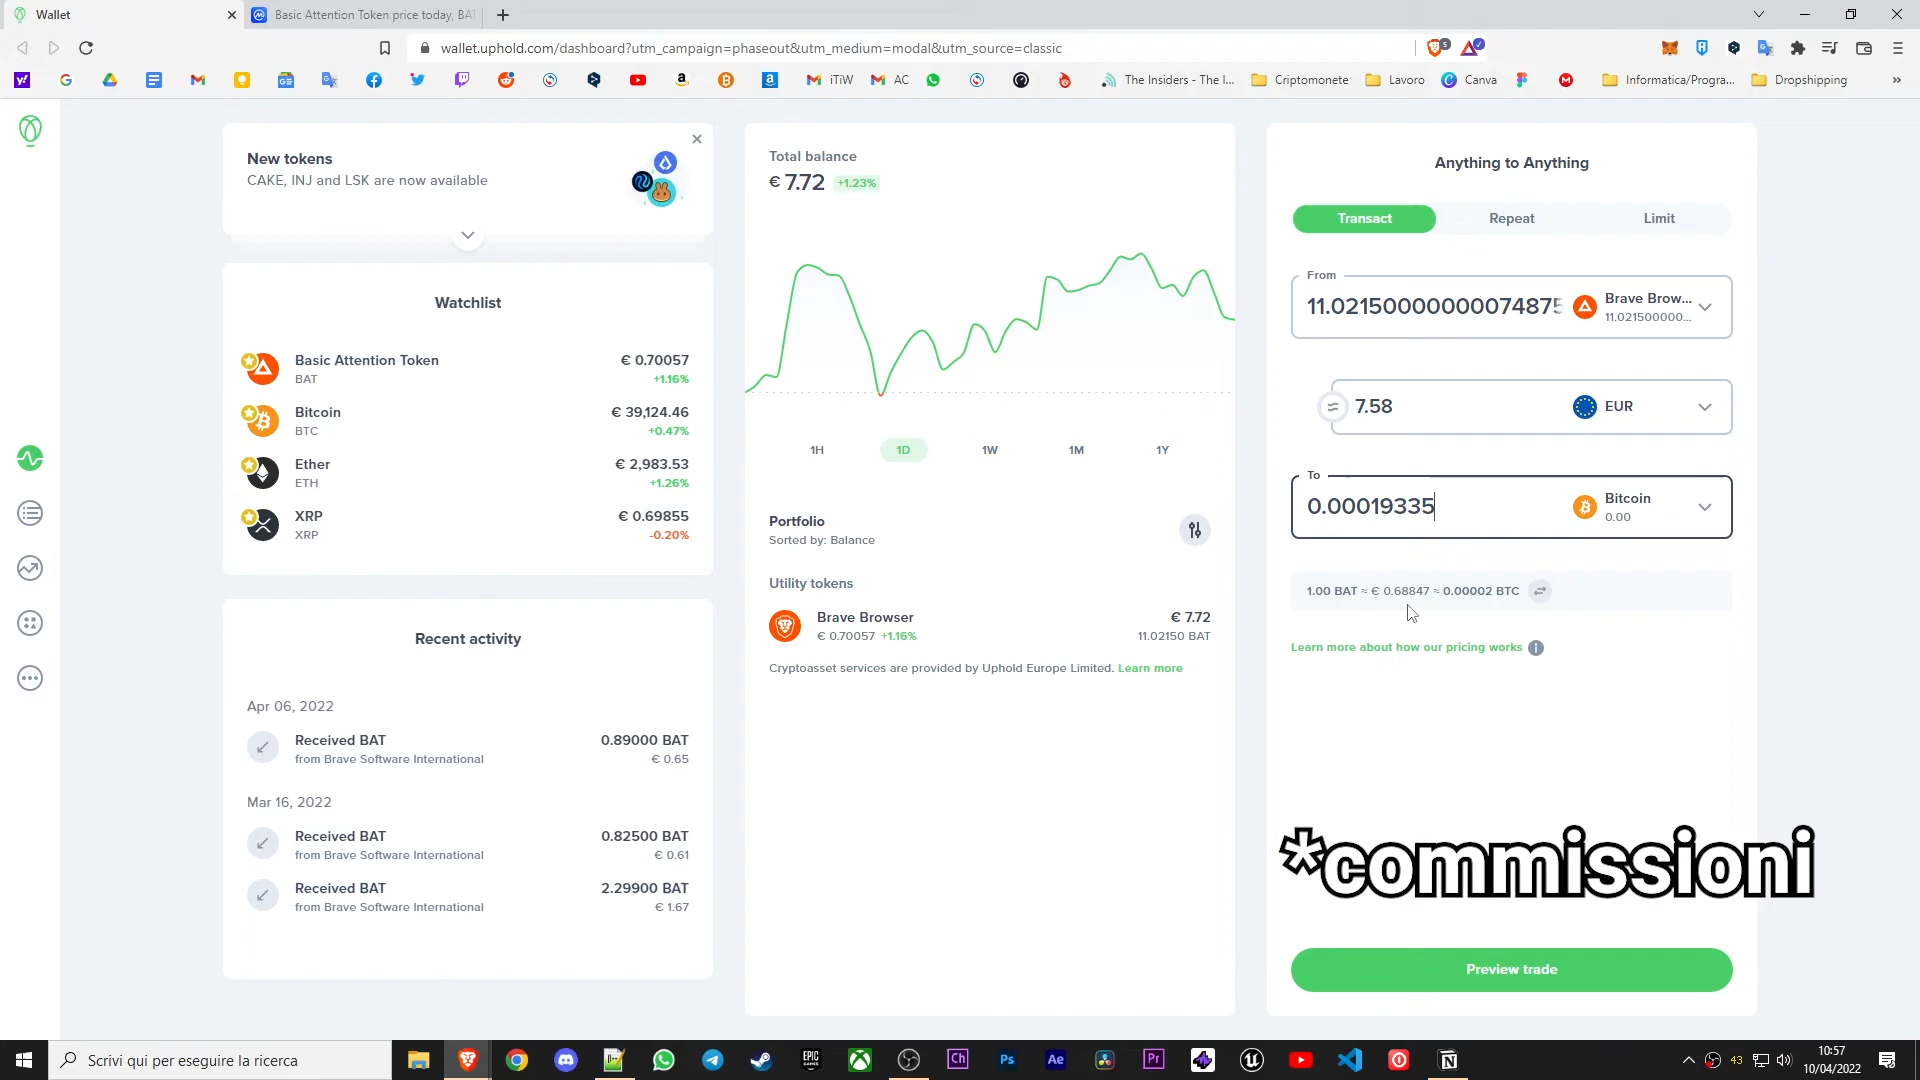 Wallet
Basic Attention Token price today, BAT
wallet.uphold.com/dashboard?utm_campaign=phaseout&utm_medium=modal&utm_source=classic
iTiW
AC
The Insiders - The I...
Criptomonete
Lavoro
Canva
Informatica/Progra...
Dropshipping
»
New tokens
CAKE, INJ and LSK are now available
Watchlist
Basic Attention Token
€ 0.70057
BAT
+1.16%
Bitcoin
€ 39,124.46
BTC
+0.47%
Ether
€ 2,983.53
ETH
+1.26%
XRP
€ 0.69855
XRP
-0.20%
Recent activity
Apr 06, 2022
Received BAT
0.89000 BAT
from Brave Software International
€ 0.65
Mar 16, 2022
Received BAT
0.82500 BAT
from Brave Software International
€ 0.61
Received BAT
2.29900 BAT
from Brave Software International
€ 1.67
Total balance
€ 7.72 +1.23%
1H
1D
1W
1M
1Y
Portfolio
Sorted by: Balance
Utility tokens
Brave Browser
€ 7.72
€ 0.70057 +1.16%
11.02150 BAT
Cryptoasset services are provided by Uphold Europe Limited. Learn more
Anything to Anything
Transact
Repeat
Limit
From
11.02150000000074875
Brave Brow...
11.021500000...
7.58
EUR
To
0.00019335
Bitcoin
0.00
1.00 BAT ≈ € 0.68847 ≈ 0.00002 BTC
Learn more about how our pricing works
*commissioni
Preview trade
Scrivi qui per eseguire la ricerca
43
10:57
10/04/2022